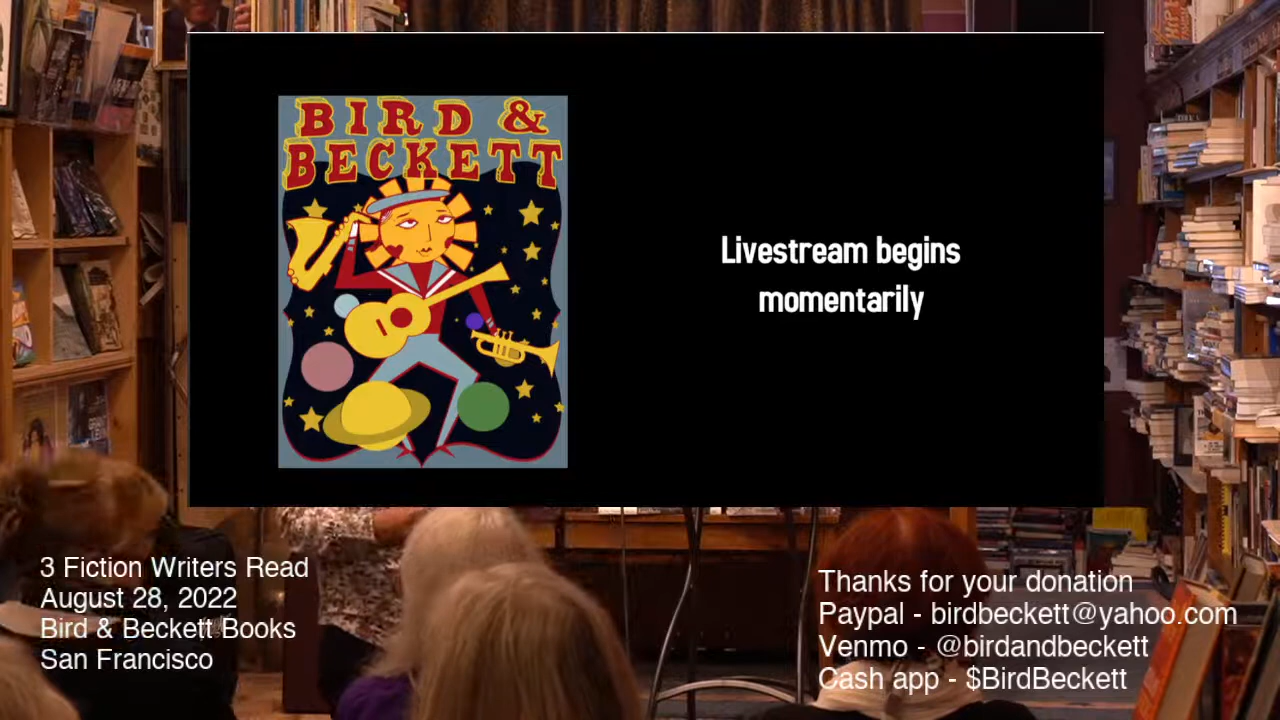 BIRD &
BECKETT
Livestream begins
momentarily
3 Fiction Writers Read
August 28, 2022
Bird & Beckett Books
San Francisco
Thanks for your donation
Paypal - birdbeckett@yahoo.com
Venmo - @birdandbeckett
Cash app - $BirdBeckett